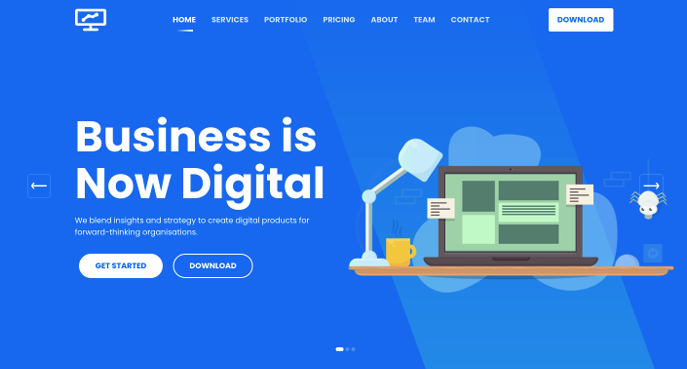 HOME SERVICES PORTFOLIO PRICING ABOUT TEAM CONTACT DOWNLOAD
Business is
Now Digital
We blend insights and strategy to create digital products for
forward-thinking organisations.
GET STARTED DOWNLOAD